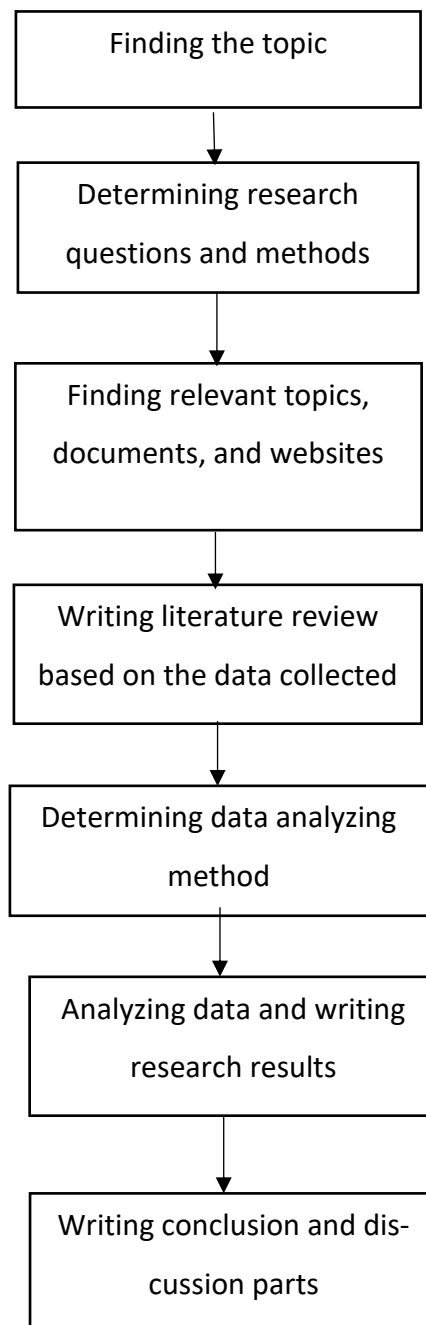 Finding the topic
Determining research
questions and methods
Finding relevant topics,
documents, and websites
Writing literature review
based on the data collected
Determining data analyzing
method
Analyzing data and writing
research results
Writing conclusion and dis-
cussion parts